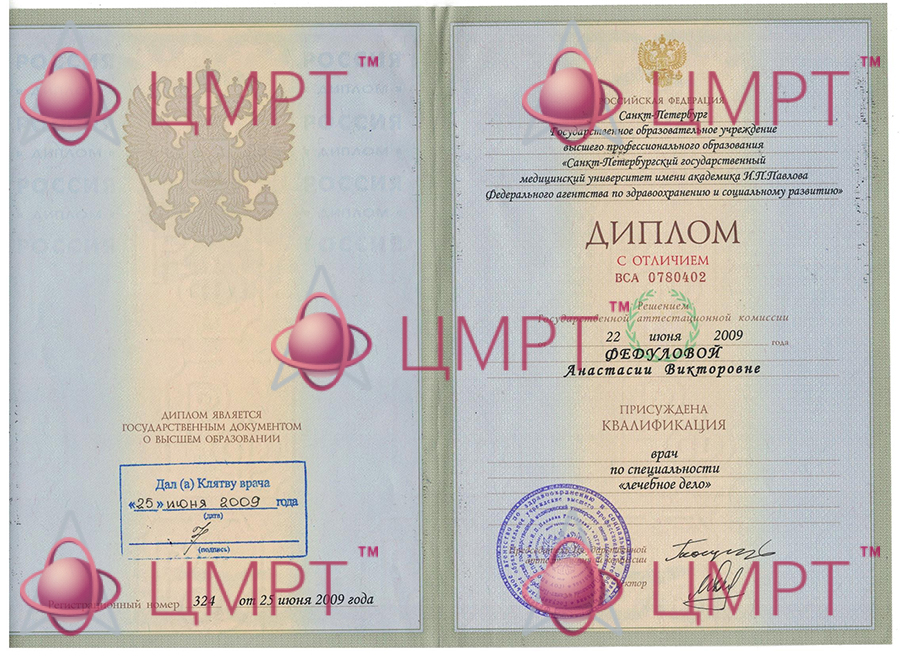 ЦМРТ™
ЦМРТ™
ЦМРТ™
ЦМРТ™
ЦМРТ™
РОССИЯ
ДИПЛОМ ЯВЛЯЕТСЯ
ГОСУДАРСТВЕННЫМ ДОКУМЕНТОМ
О ВЫСШЕМ ОБРАЗОВАНИИ
Дал (а) Клятву врача
«25» июня 2009 года
(дата)
(подпись)
Регистрационный номер 324 от 25 июня 2009 года
РОССИЙСКАЯ ФЕДЕРАЦИЯ
Санкт-Петербург
Государственное образовательное учреждение
высшего профессионального образования
«Санкт-Петербургский государственный
медицинский университет имени академика И.П.Павлова
Федерального агентства по здравоохранению и социальному развитию»
ДИПЛОМ
С ОТЛИЧИЕМ
ВСА 0780402
Решением
Государственной аттестационной комиссии
22 июня 2009 года
ФЕДУЛОВОЙ
Анастасии Викторовне
ПРИСУЖДЕНА
КВАЛИФИКАЦИЯ
врач
по специальности
«лечебное дело»